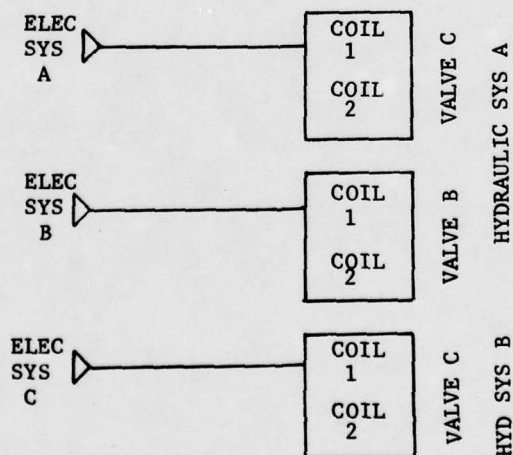 ELEC
SYS
A
COIL
1
COIL
2
VALVE C
HYDRAULIC SYS A
ELEC
SYS
B
COIL
1
COIL
2
VALVE B
ELEC
SYS
C
COIL
1
COIL
2
VALVE C
HYD SYS B